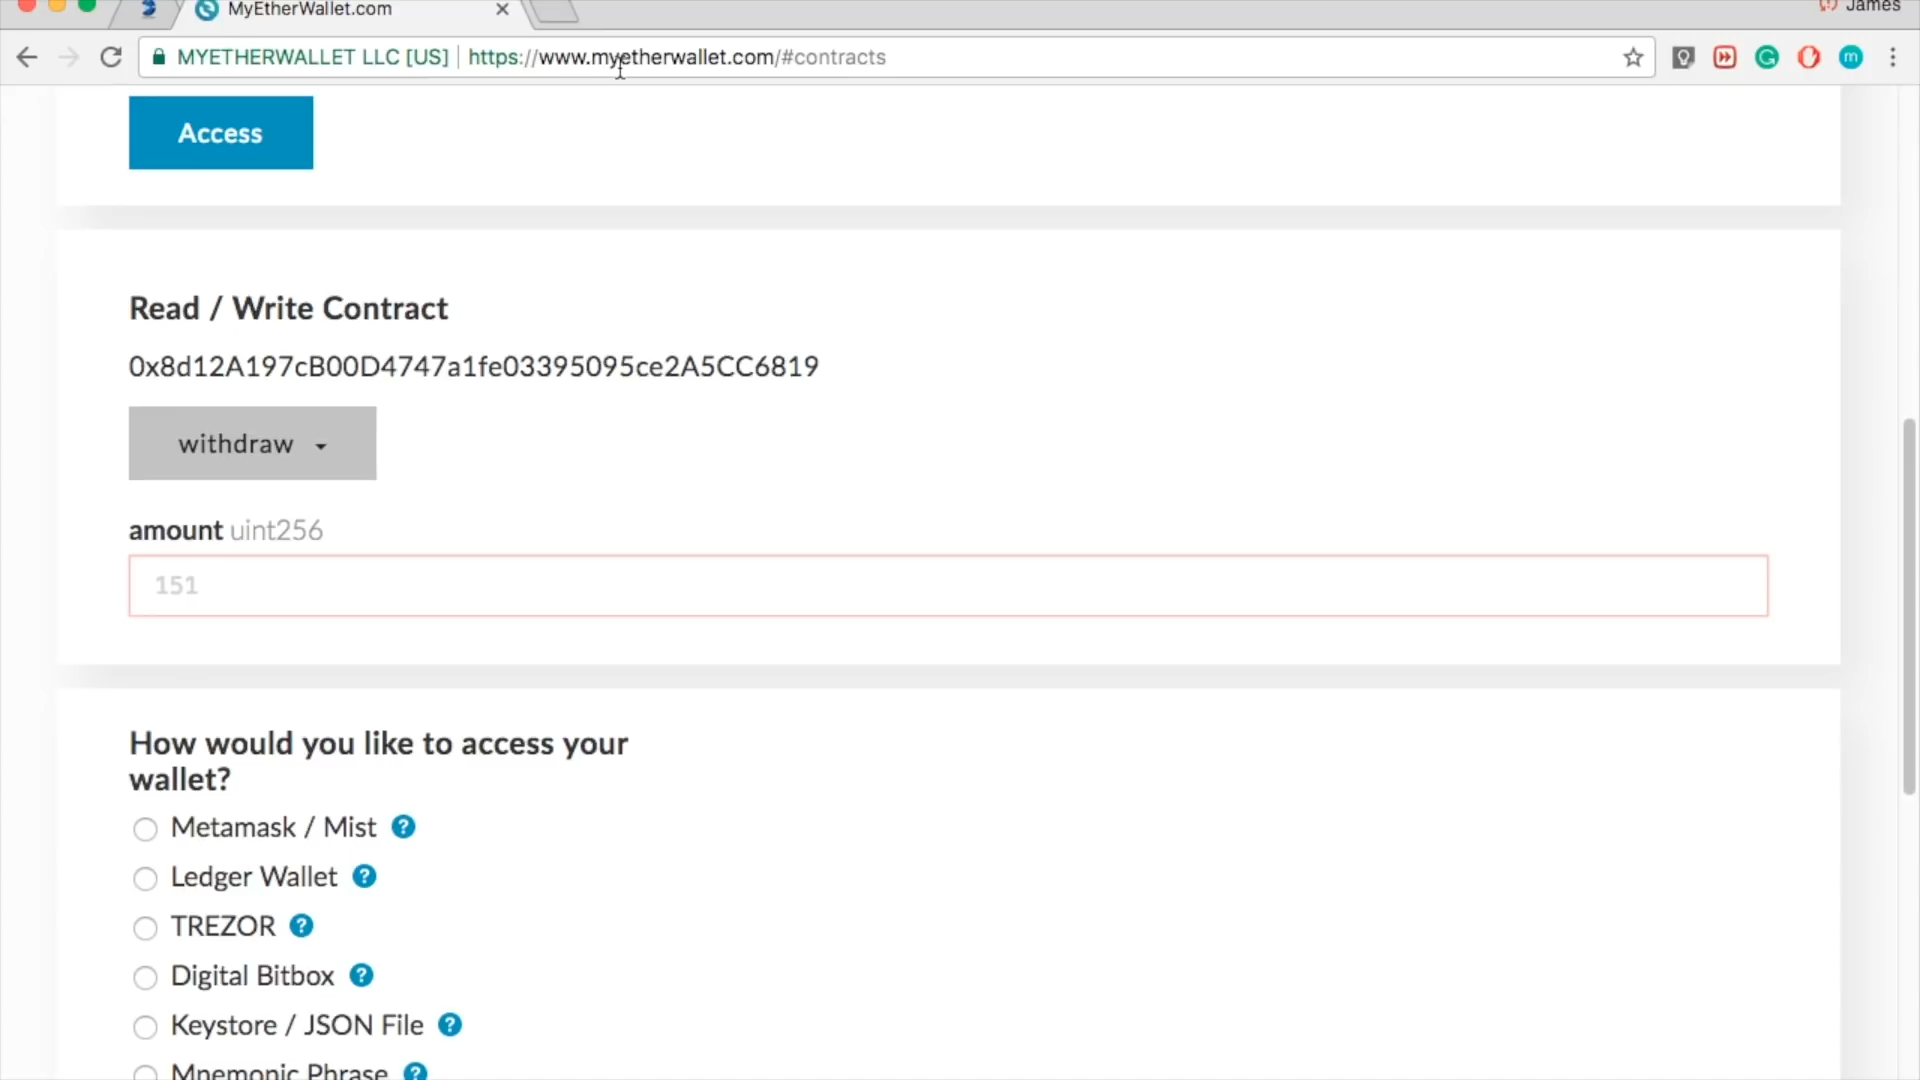 MyEtherWallet.com
James
MYETHERWALLET LLC [US] https://www.myetherwallet.com/#contracts
Access
Read / Write Contract
0x8d12A197cB00D4747a1fe03395095ce2A5CC6819
withdraw
amount uint256
151
How would you like to access your
wallet?
Metamask / Mist ?
Ledger Wallet ?
TREZOR ?
Digital Bitbox ?
Keystore / JSON File ?
Mnemonic Phrase ?